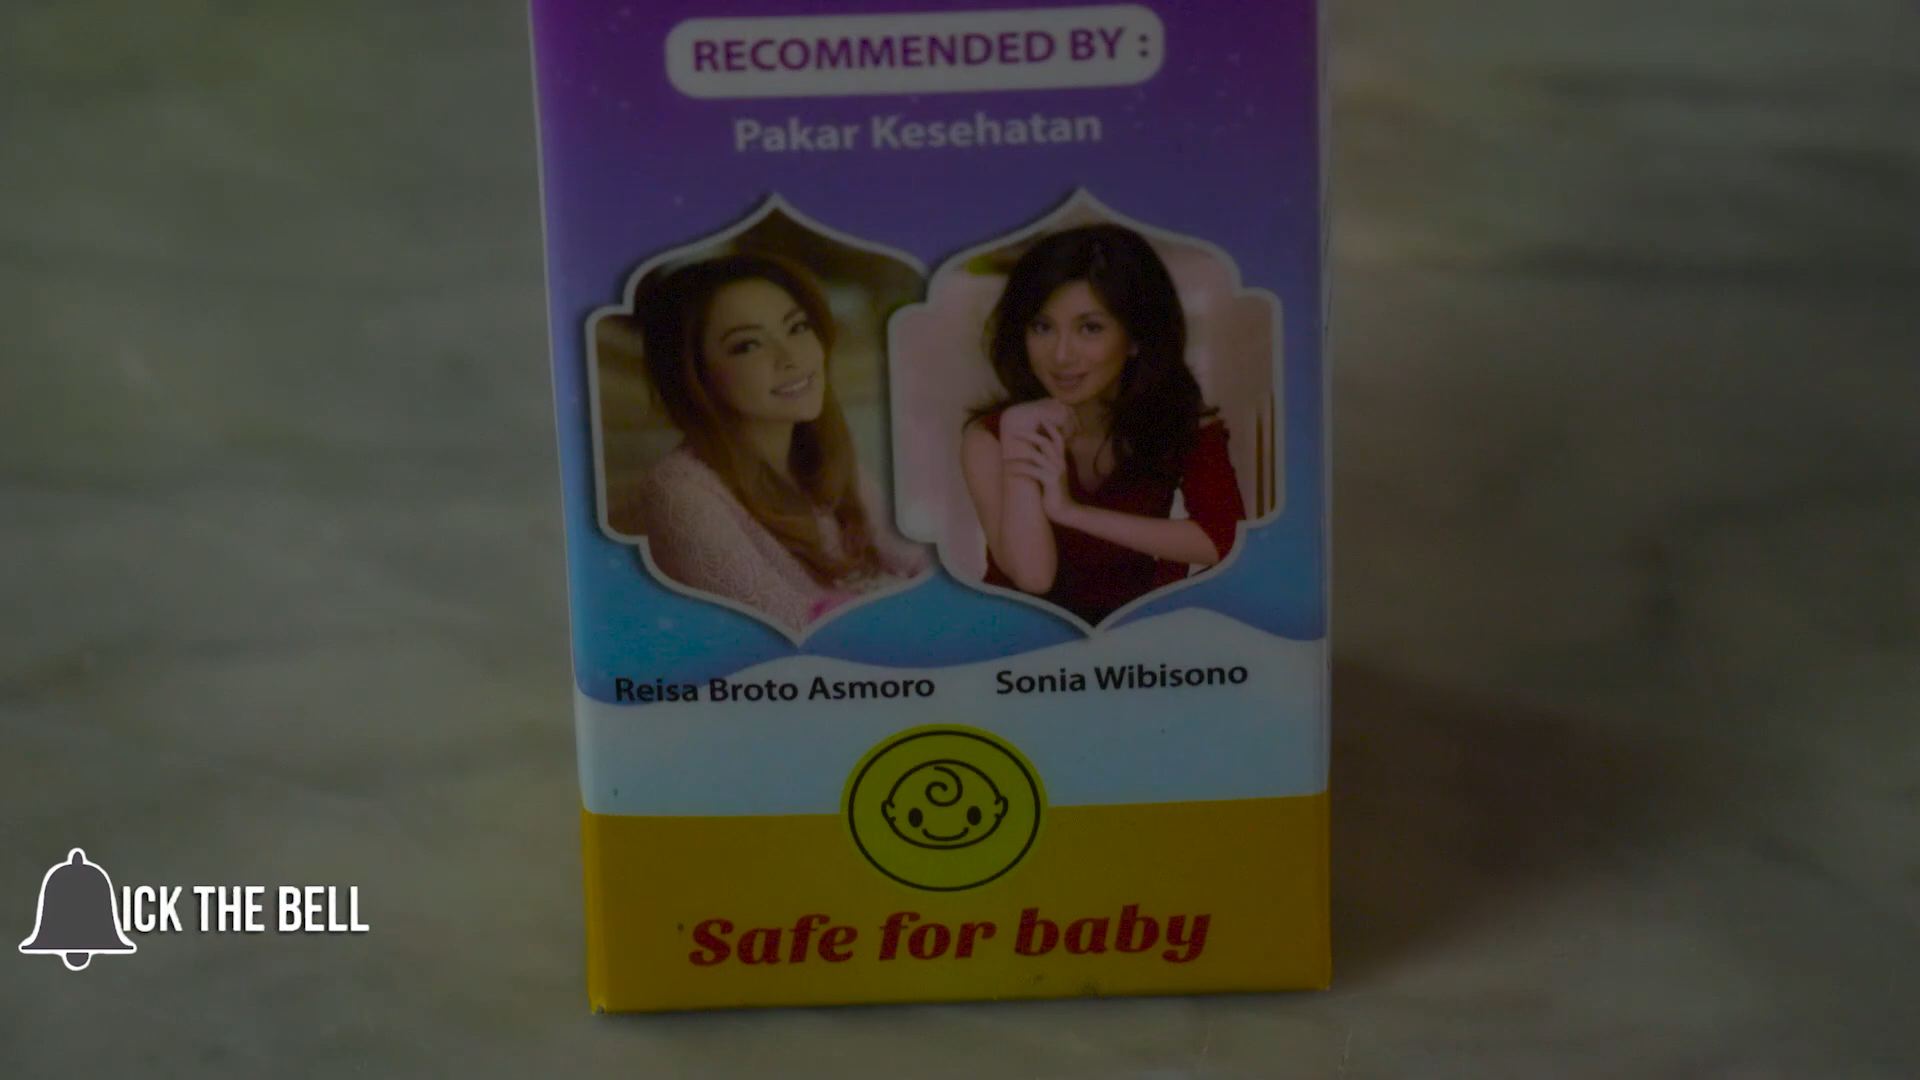 RECOMMENDED BY :
Pakar Kesehatan
Reisa Broto Asmoro
Sonia Wibisono
Safe for baby
ICK THE BELL